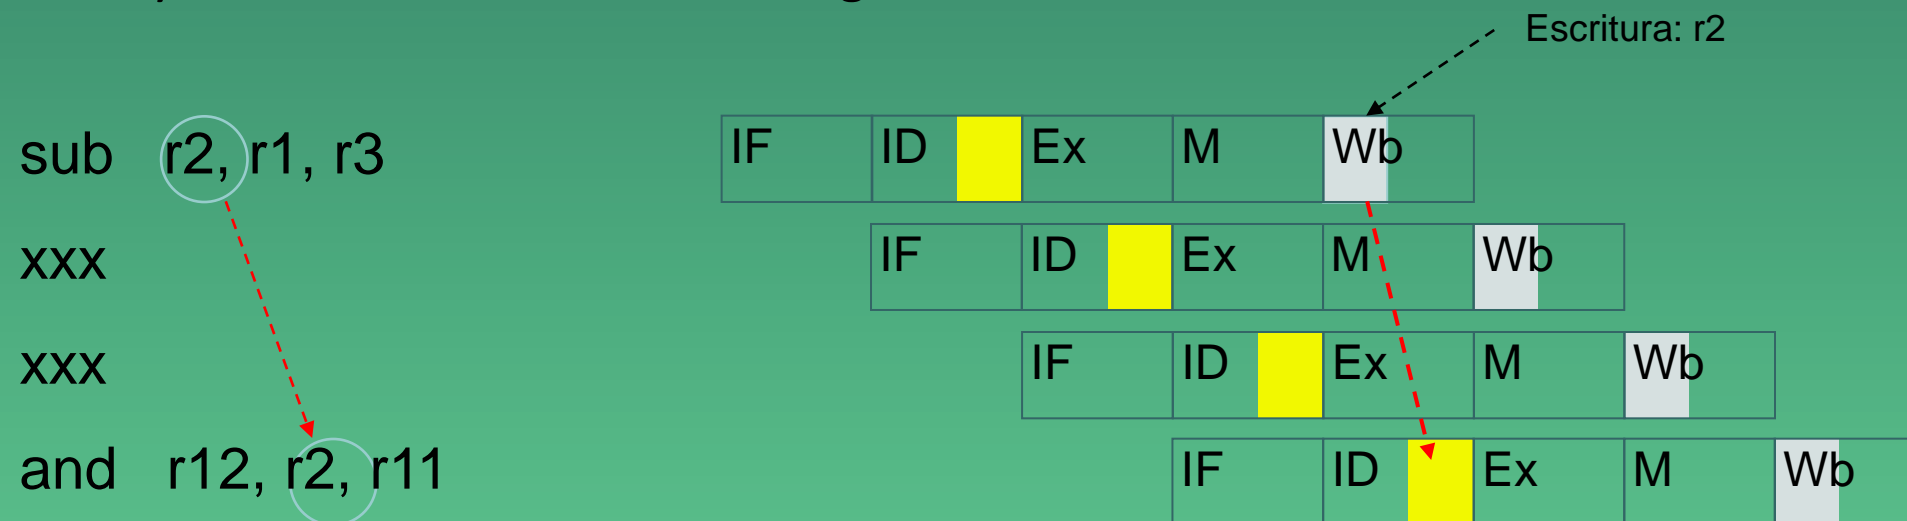 Escritura: r2
sub r2, r1, r3 IF ID Ex M Wb
xxx IF ID Ex M Wb
xxx IF ID Ex M Wb
and r12, r2, r11 IF ID Ex M Wb